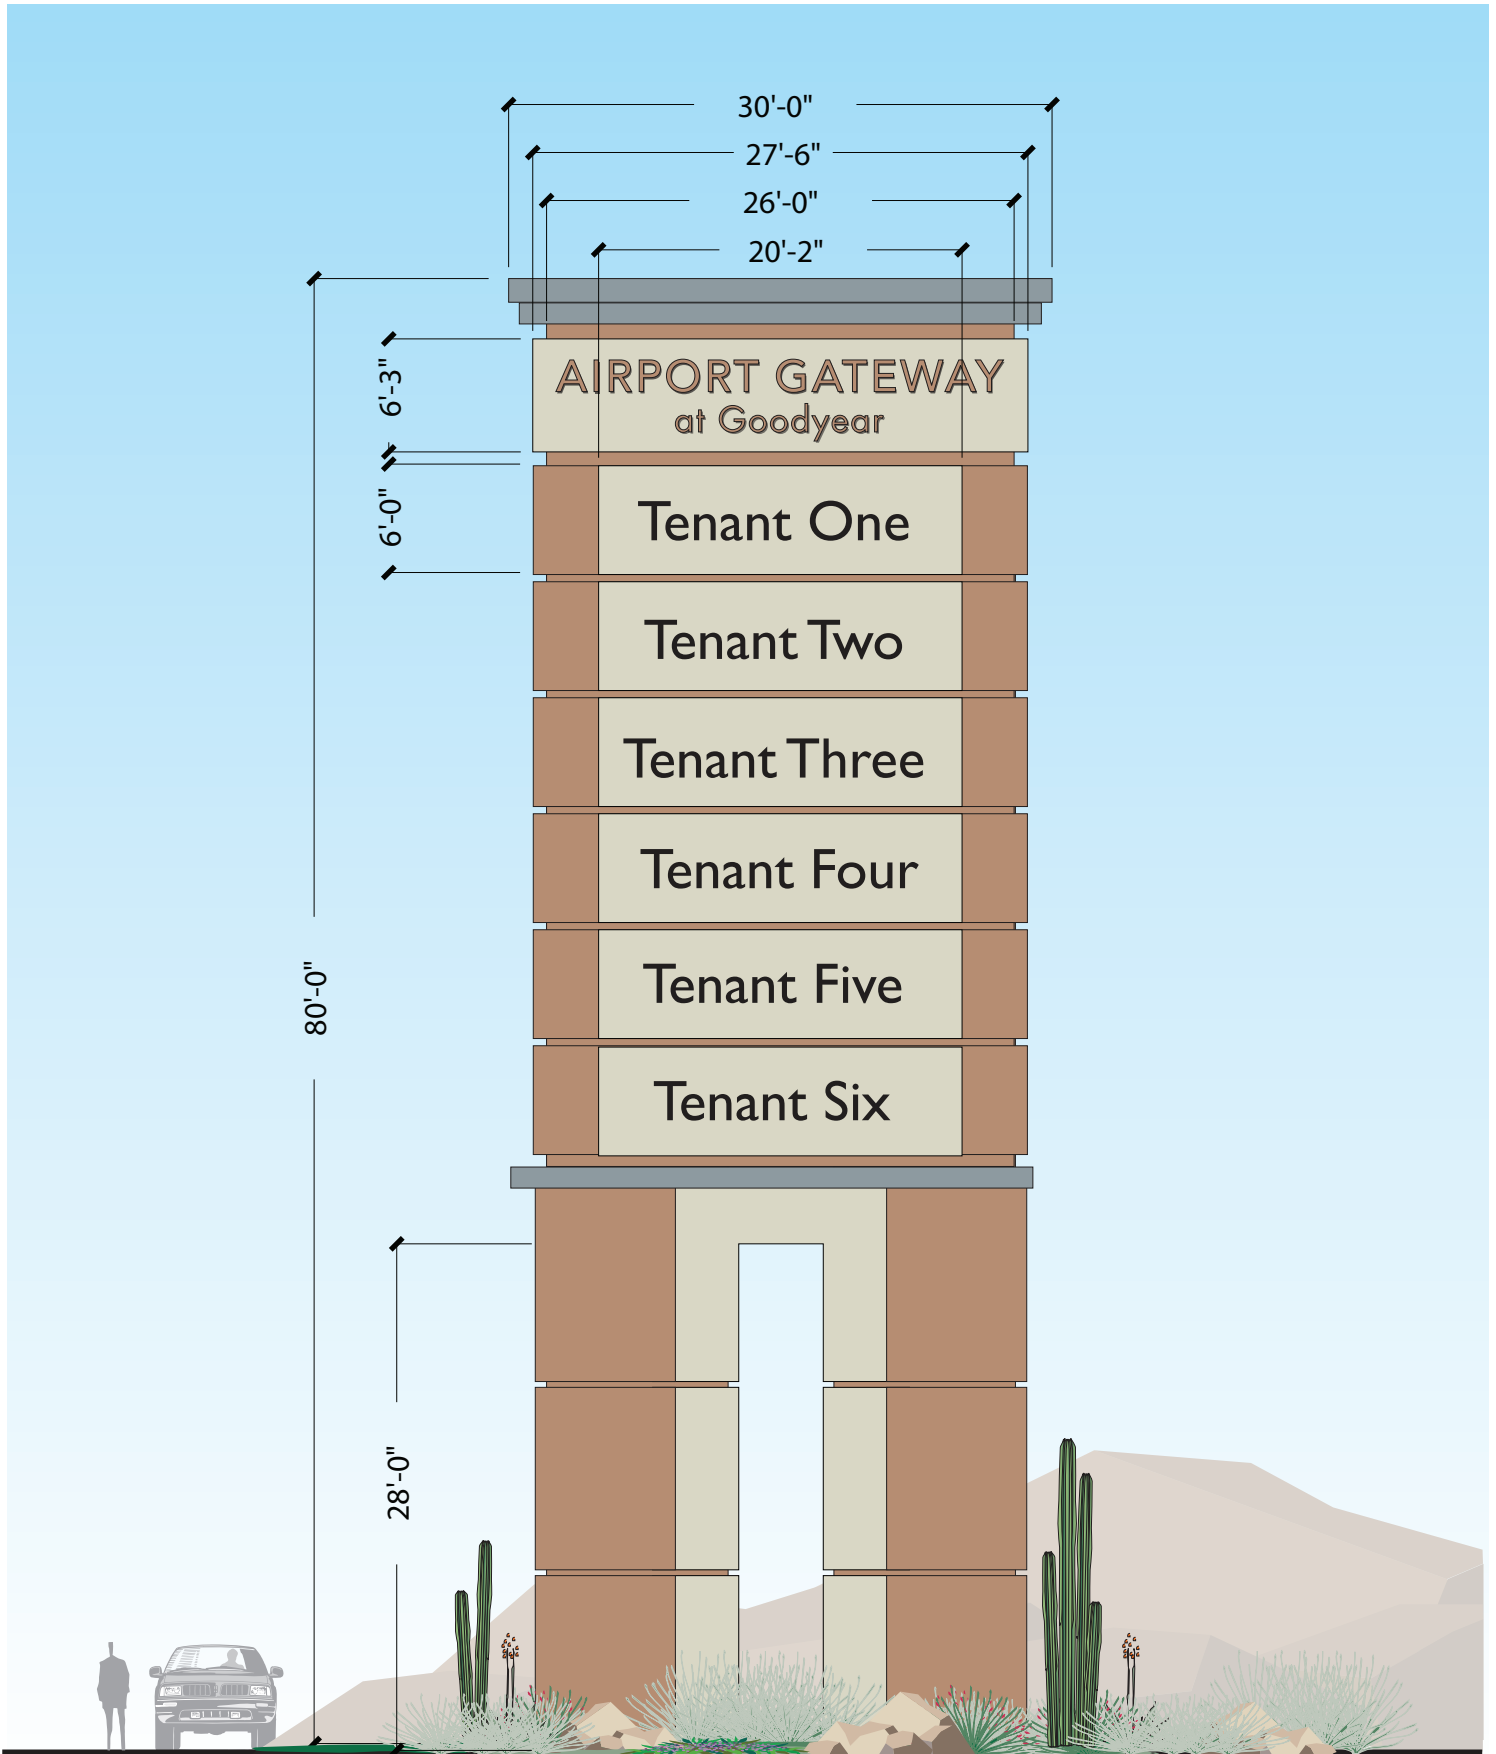 30'-0"
27'-6"
26'-0"
20'-2"
6'-3"
AIRPORT GATEWAY
at Goodyear
6'-0"
Tenant One
Tenant Two
Tenant Three
Tenant Four
Tenant Five
80'-0"
Tenant Six
28'-0"